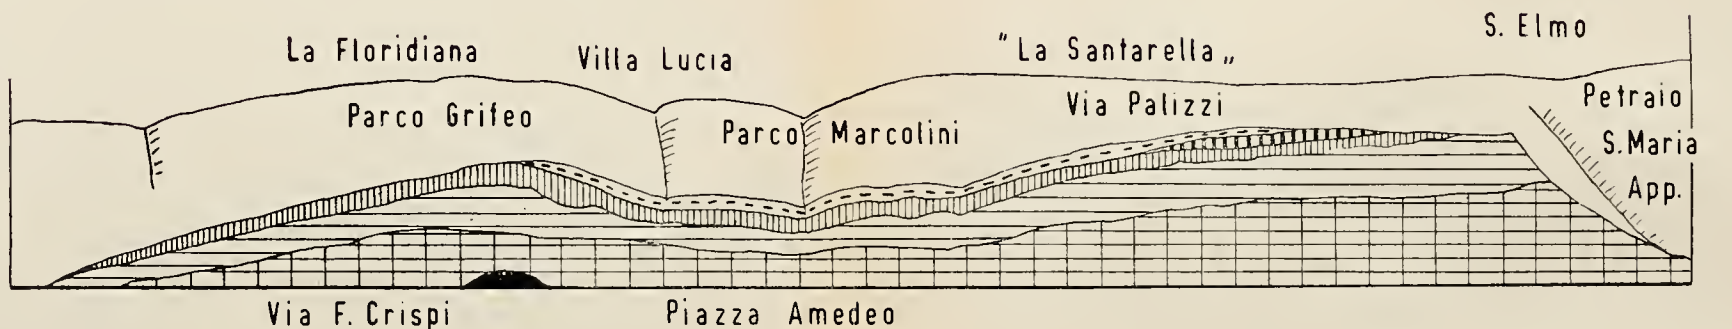 S. Elmo
La Floridiana
Villa Lucia
"La Santarella„
Parco Grifeo
Parco Marcolini
Via Palizzi
Petraio
S. Maria
App.
Via F. Crispi
Piazza Amedeo